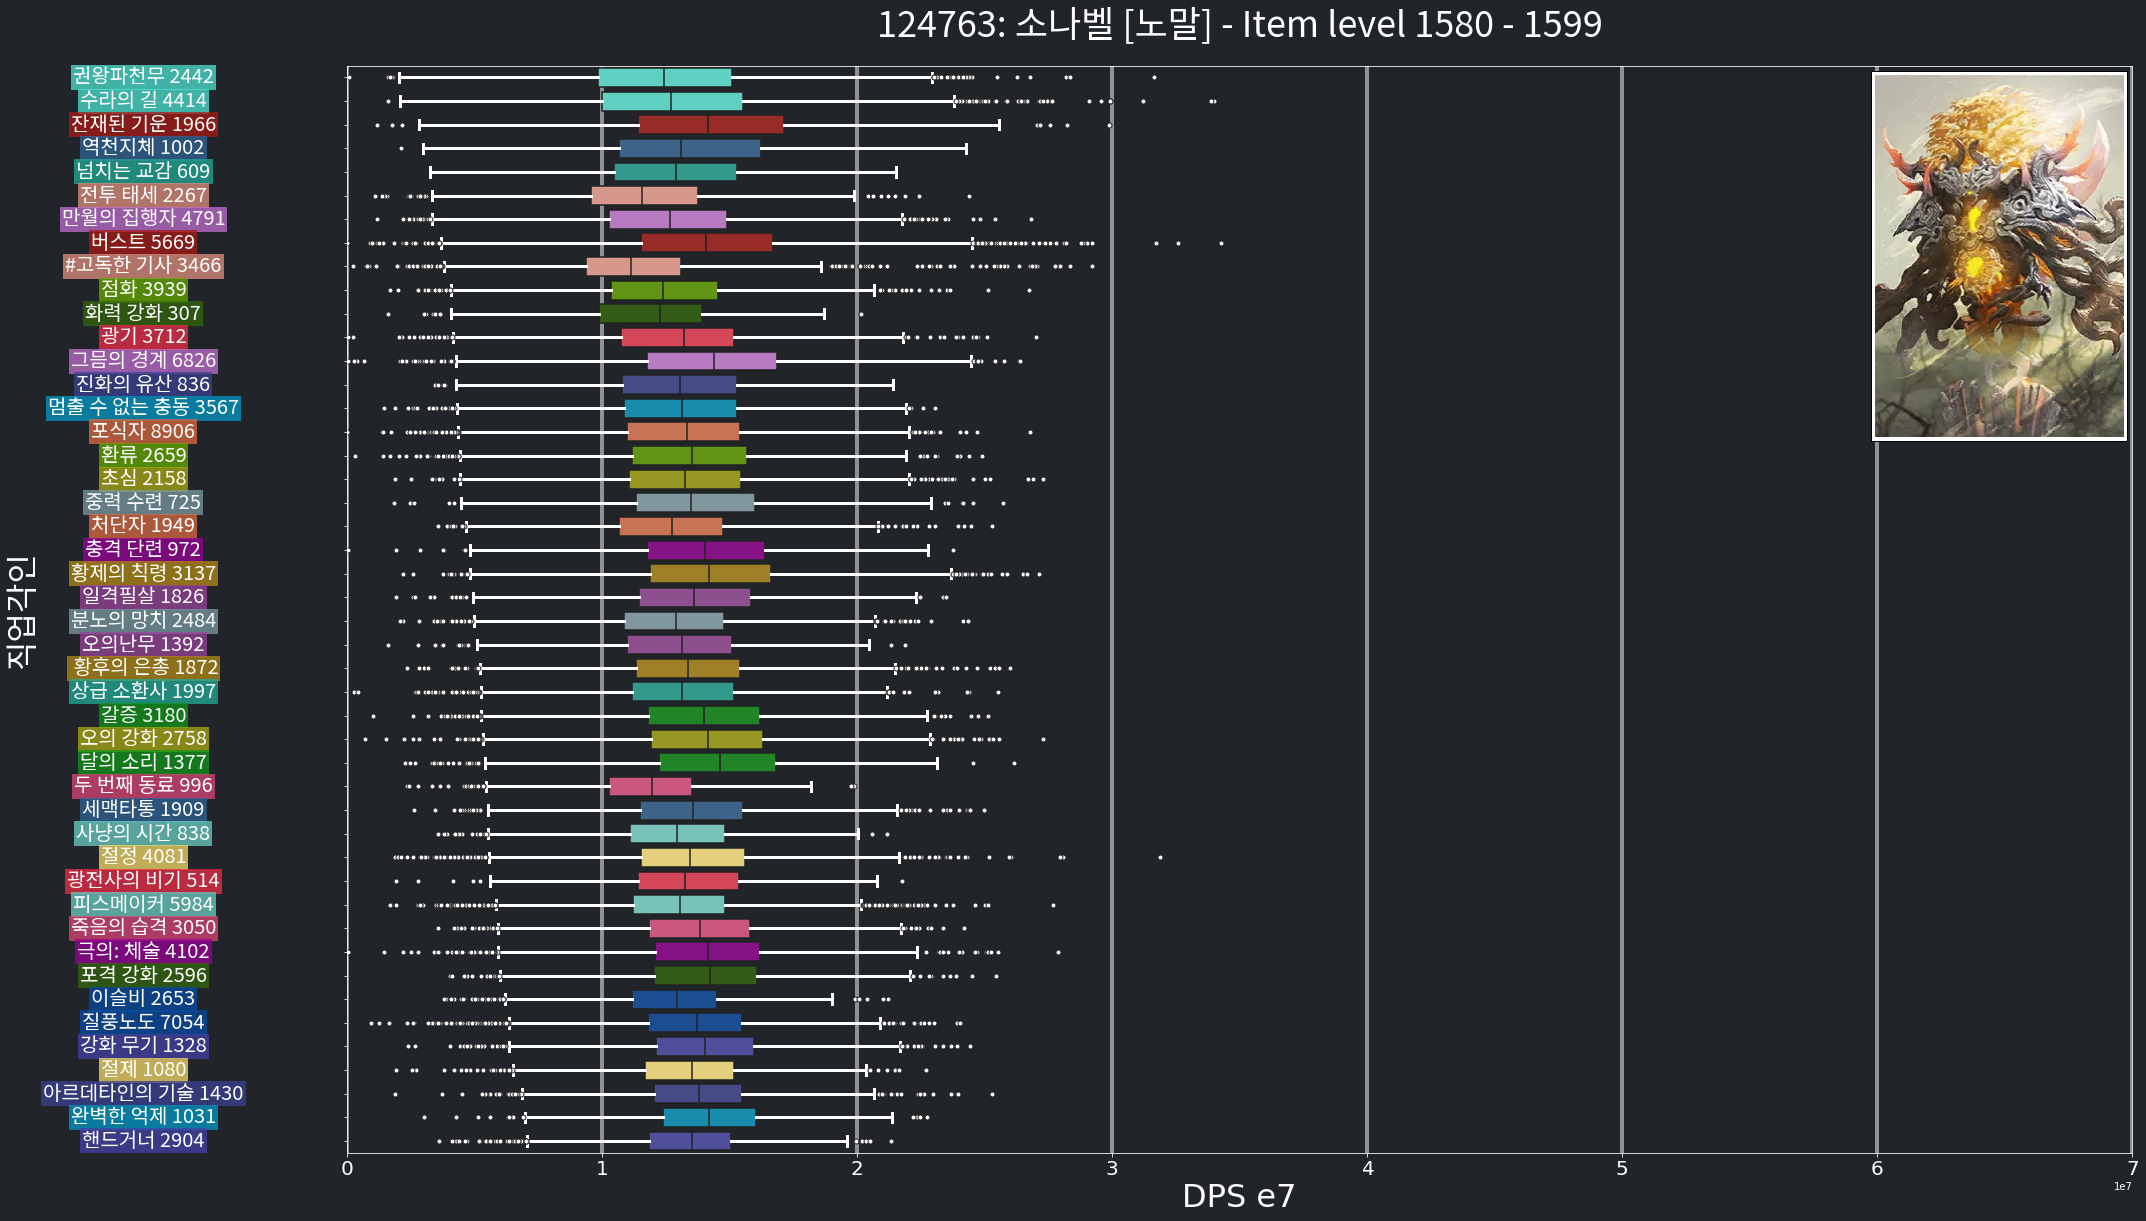 124763: 소나벨 [노말] - Item level 1580 - 1599
권왕파천무 2442
수라의 길 4414
잔재된 기운 1966
역천지체 1002
넘치는 교감 609
전투 태세 2267
만월의 집행자 4791
버스트 5669
#고독한 기사 3466
점화 3939
화력 강화 307
광기 3712
그믐의 경계 6826
진화의 유산 836
멈출 수 없는 충동 3567
포식자 8906
환류 2659
초심 2158
중력 수련 725
처단자 1949
충격 단련 972
황제의 칙령 3137
일격필살 1826
분노의 망치 2484
오의난무 1392
황후의 은총 1872
상급 소환사 1997
갈증 3180
오의 강화 2758
달의 소리 1377
두 번째 동료 996
세맥타통 1909
사냥의 시간 838
절정 4081
광전사의 비기 514
피스메이커 5984
죽음의 습격 3050
극의: 체술 4102
포격 강화 2596
이슬비 2653
질풍노도 7054
강화 무기 1328
절제 1080
아르데타인의 기술 1430
완벽한 억제 1031
핸드거너 2904
직업각인
0 1 2 3 4 5 6 7
1e7
DPS e7